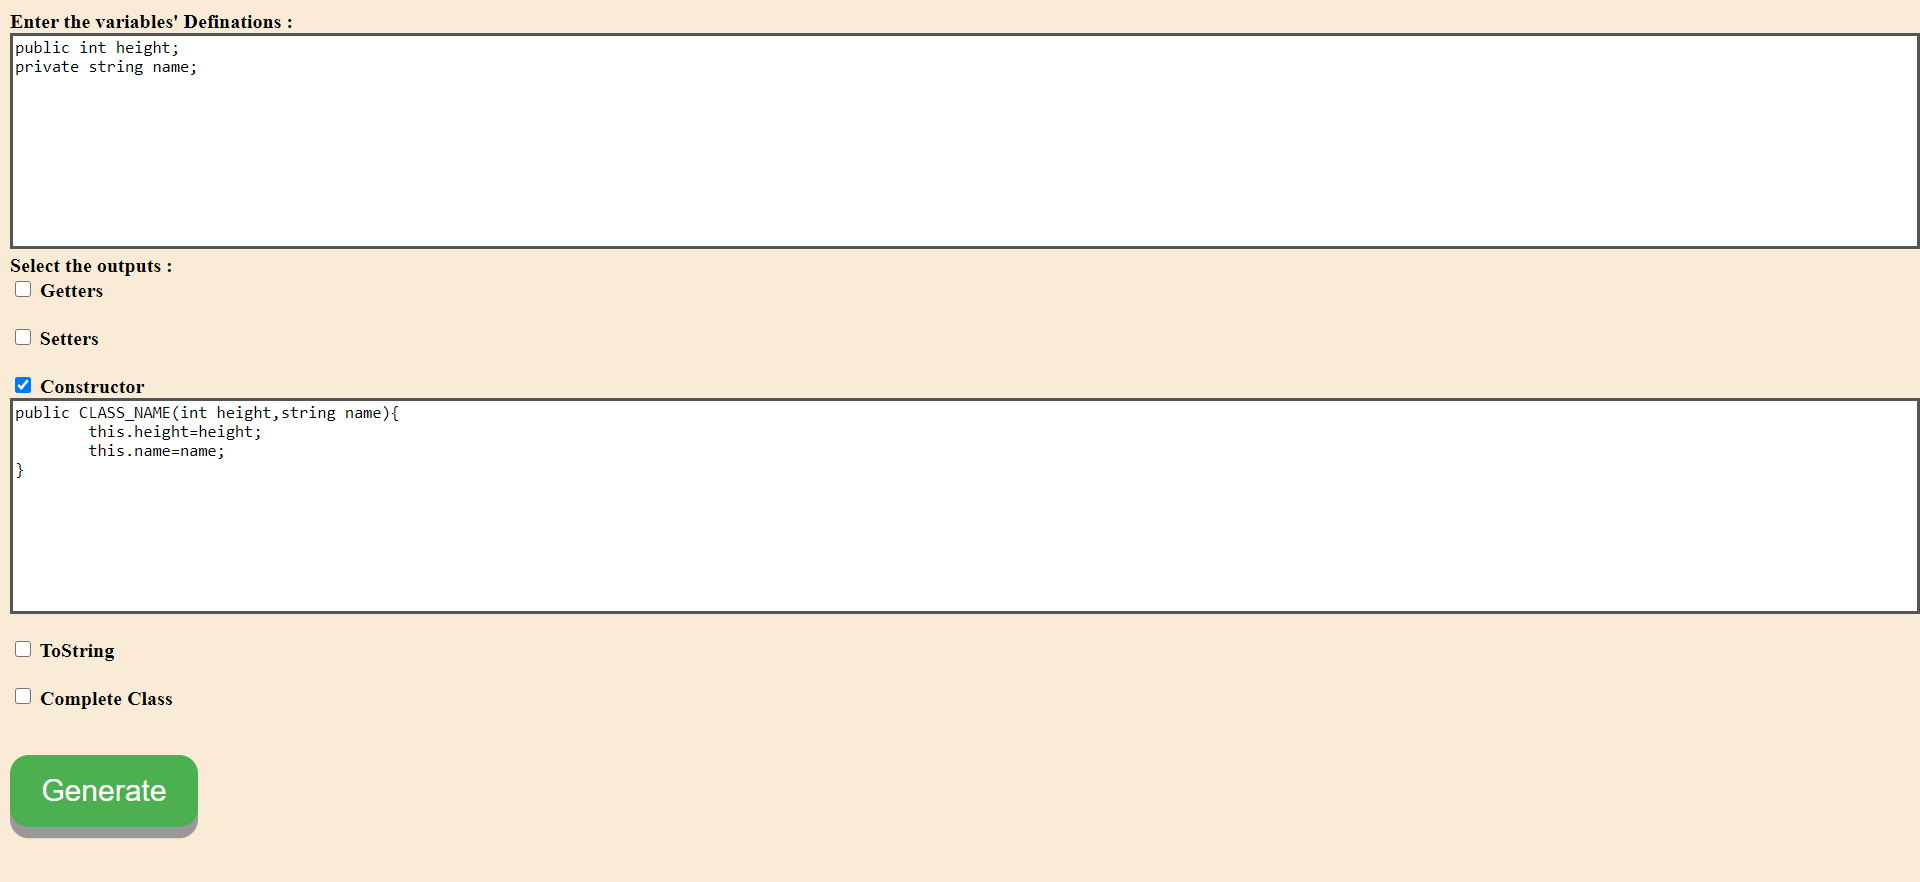 Enter the variables' Definations :
public int height;
private string name;
Select the outputs :
Getters
Setters
Constructor
public CLASS_NAME(int height,string name){
        this.height=height;
        this.name=name;
}
ToString
Complete Class
Generate